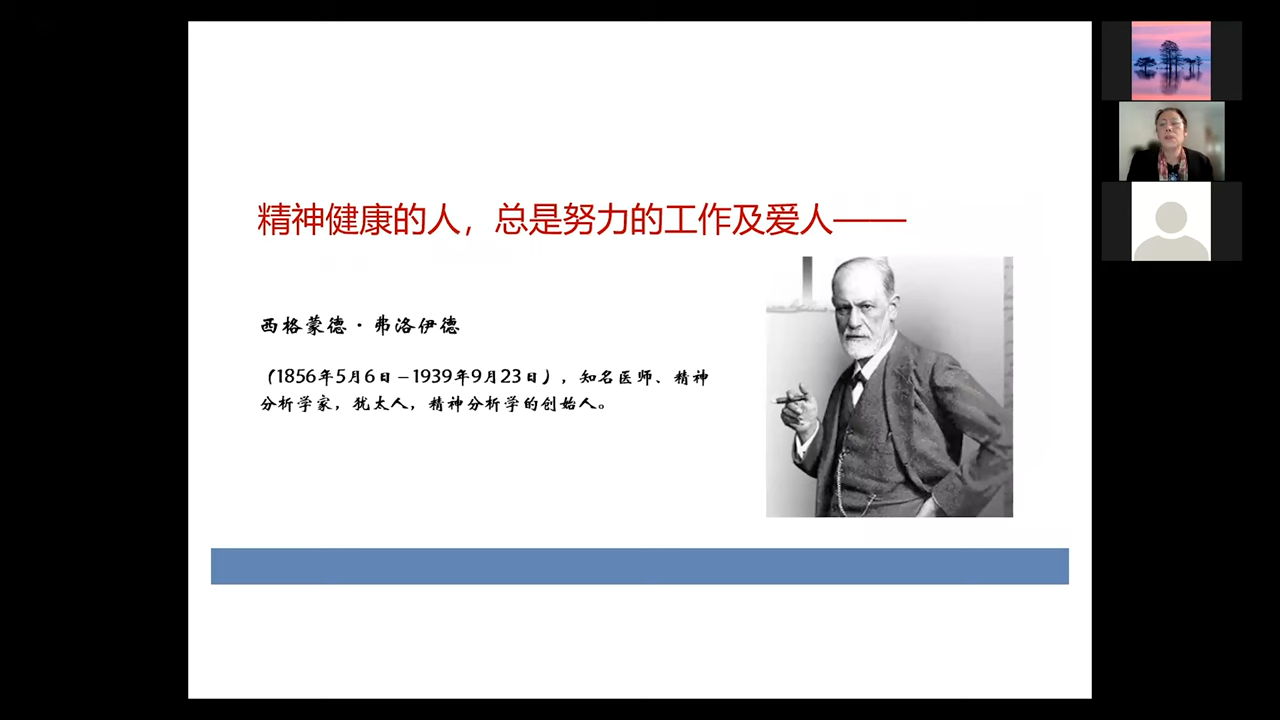 精神健康的人，总是努力的工作及爱人——
西格蒙德·弗洛伊德
（1856年5月6日–1939年9月23日），知名医师、精神
分析学家，犹太人，精神分析学的创始人。